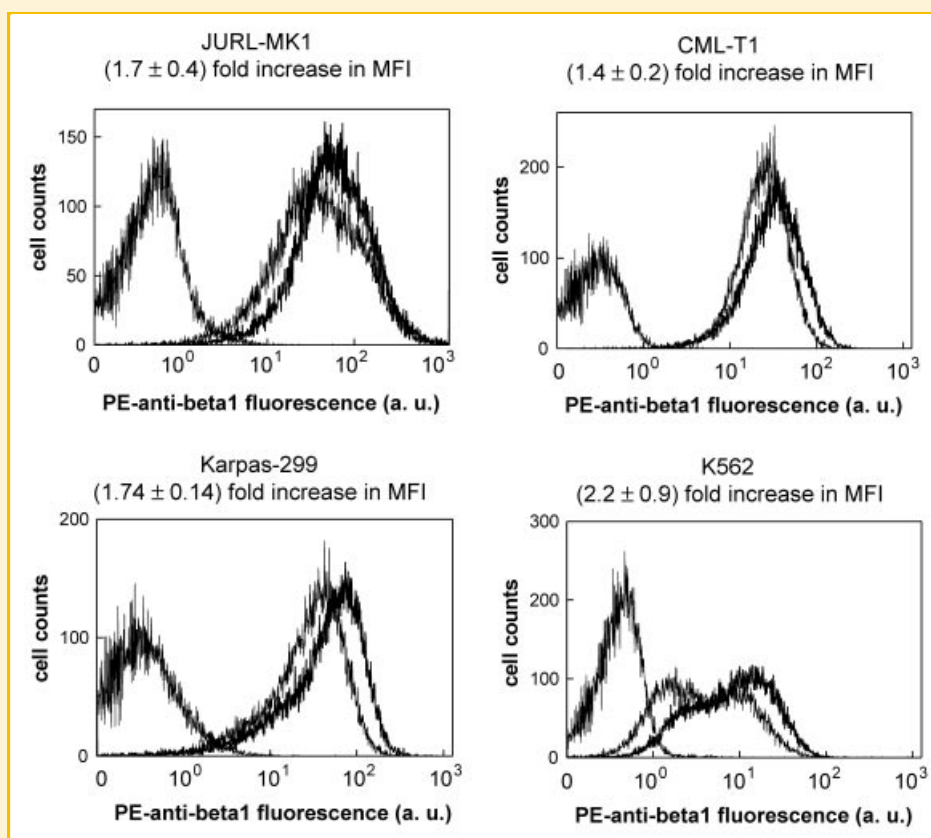 JURL-MK1
(1.7 ± 0.4) fold increase in MFI
150
100
50
0
cell counts
0 10⁰ 10¹ 10² 10³
PE-anti-beta1 fluorescence (a. u.)
CML-T1
(1.4 ± 0.2) fold increase in MFI
200
100
0
cell counts
0 10⁰ 10¹ 10² 10³
PE-anti-beta1 fluorescence (a. u.)
Karpas-299
(1.74 ± 0.14) fold increase in MFI
200
100
0
cell counts
0 10⁰ 10¹ 10² 10³
PE-anti-beta1 fluorescence (a. u.)
K562
(2.2 ± 0.9) fold increase in MFI
300
200
100
0
cell counts
0 10⁰ 10¹ 10² 10³
PE-anti-beta1 fluorescence (a. u.)